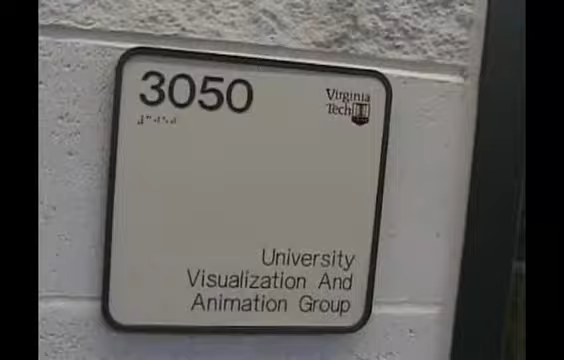 3050
Virginia
Tech
University
Visualization And
Animation Group